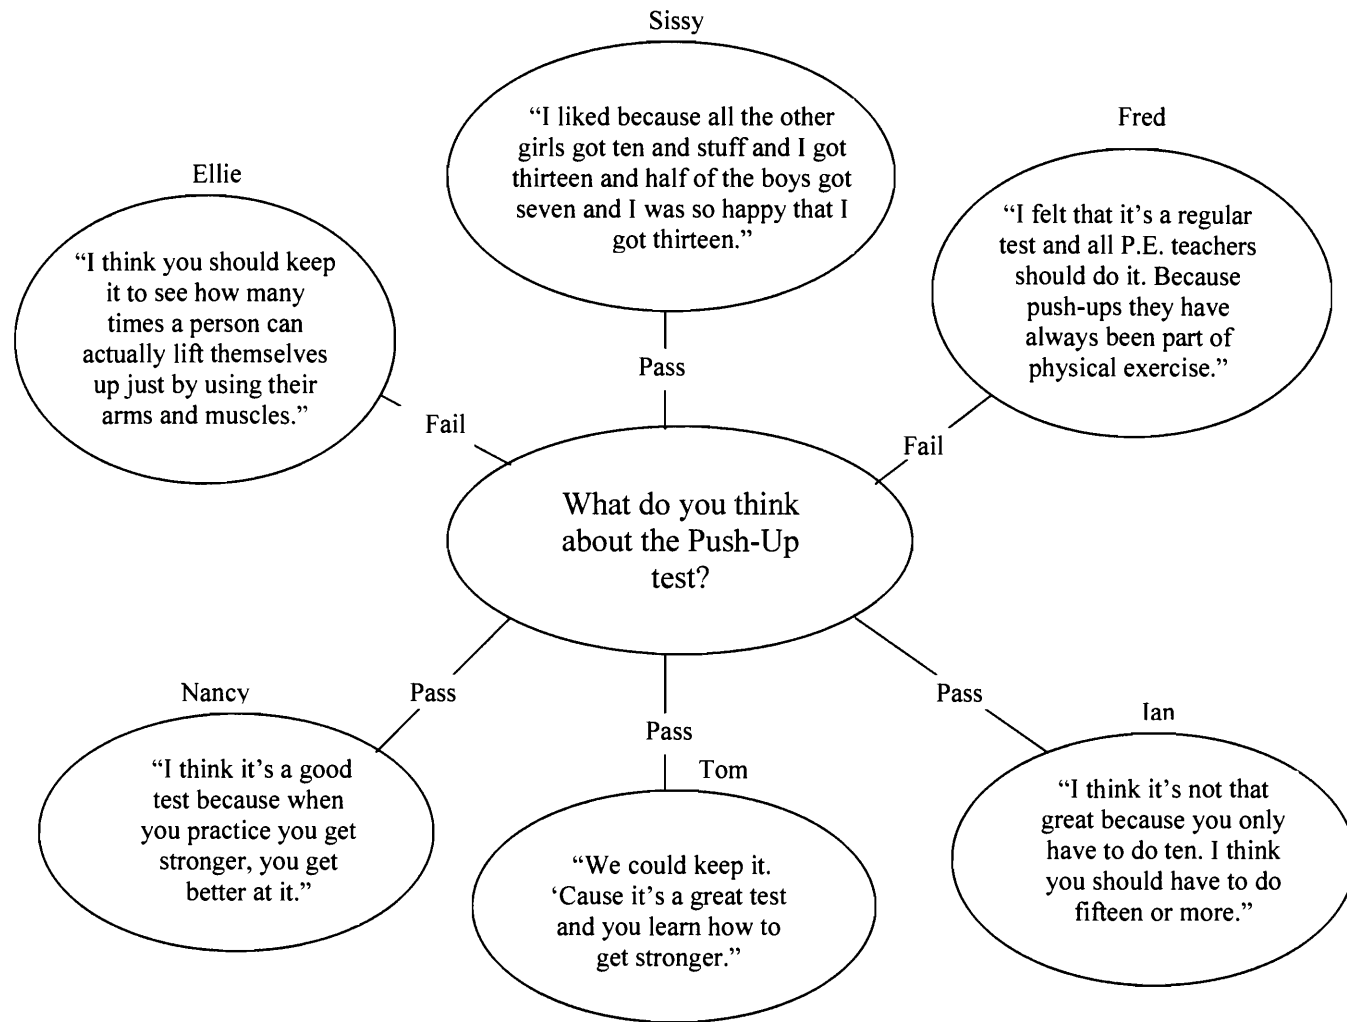 Sissy
“I liked because all the other
girls got ten and stuff and I got
thirteen and half of the boys got
seven and I was so happy that I
got thirteen.”
Fred
“I felt that it’s a regular
test and all P.E. teachers
should do it. Because
push-ups they have
always been part of
physical exercise.”
Ellie
“I think you should keep
it to see how many
times a person can
actually lift themselves
up just by using their
arms and muscles.”
Pass
Fail
Fail
What do you think
about the Push-Up
test?
Pass
Pass
Pass
Nancy
“I think it’s a good
test because when
you practice you get
stronger, you get
better at it.”
Tom
“We could keep it.
‘Cause it’s a great test
and you learn how to
get stronger.”
Ian
“I think it’s not that
great because you only
have to do ten. I think
you should have to do
fifteen or more.”